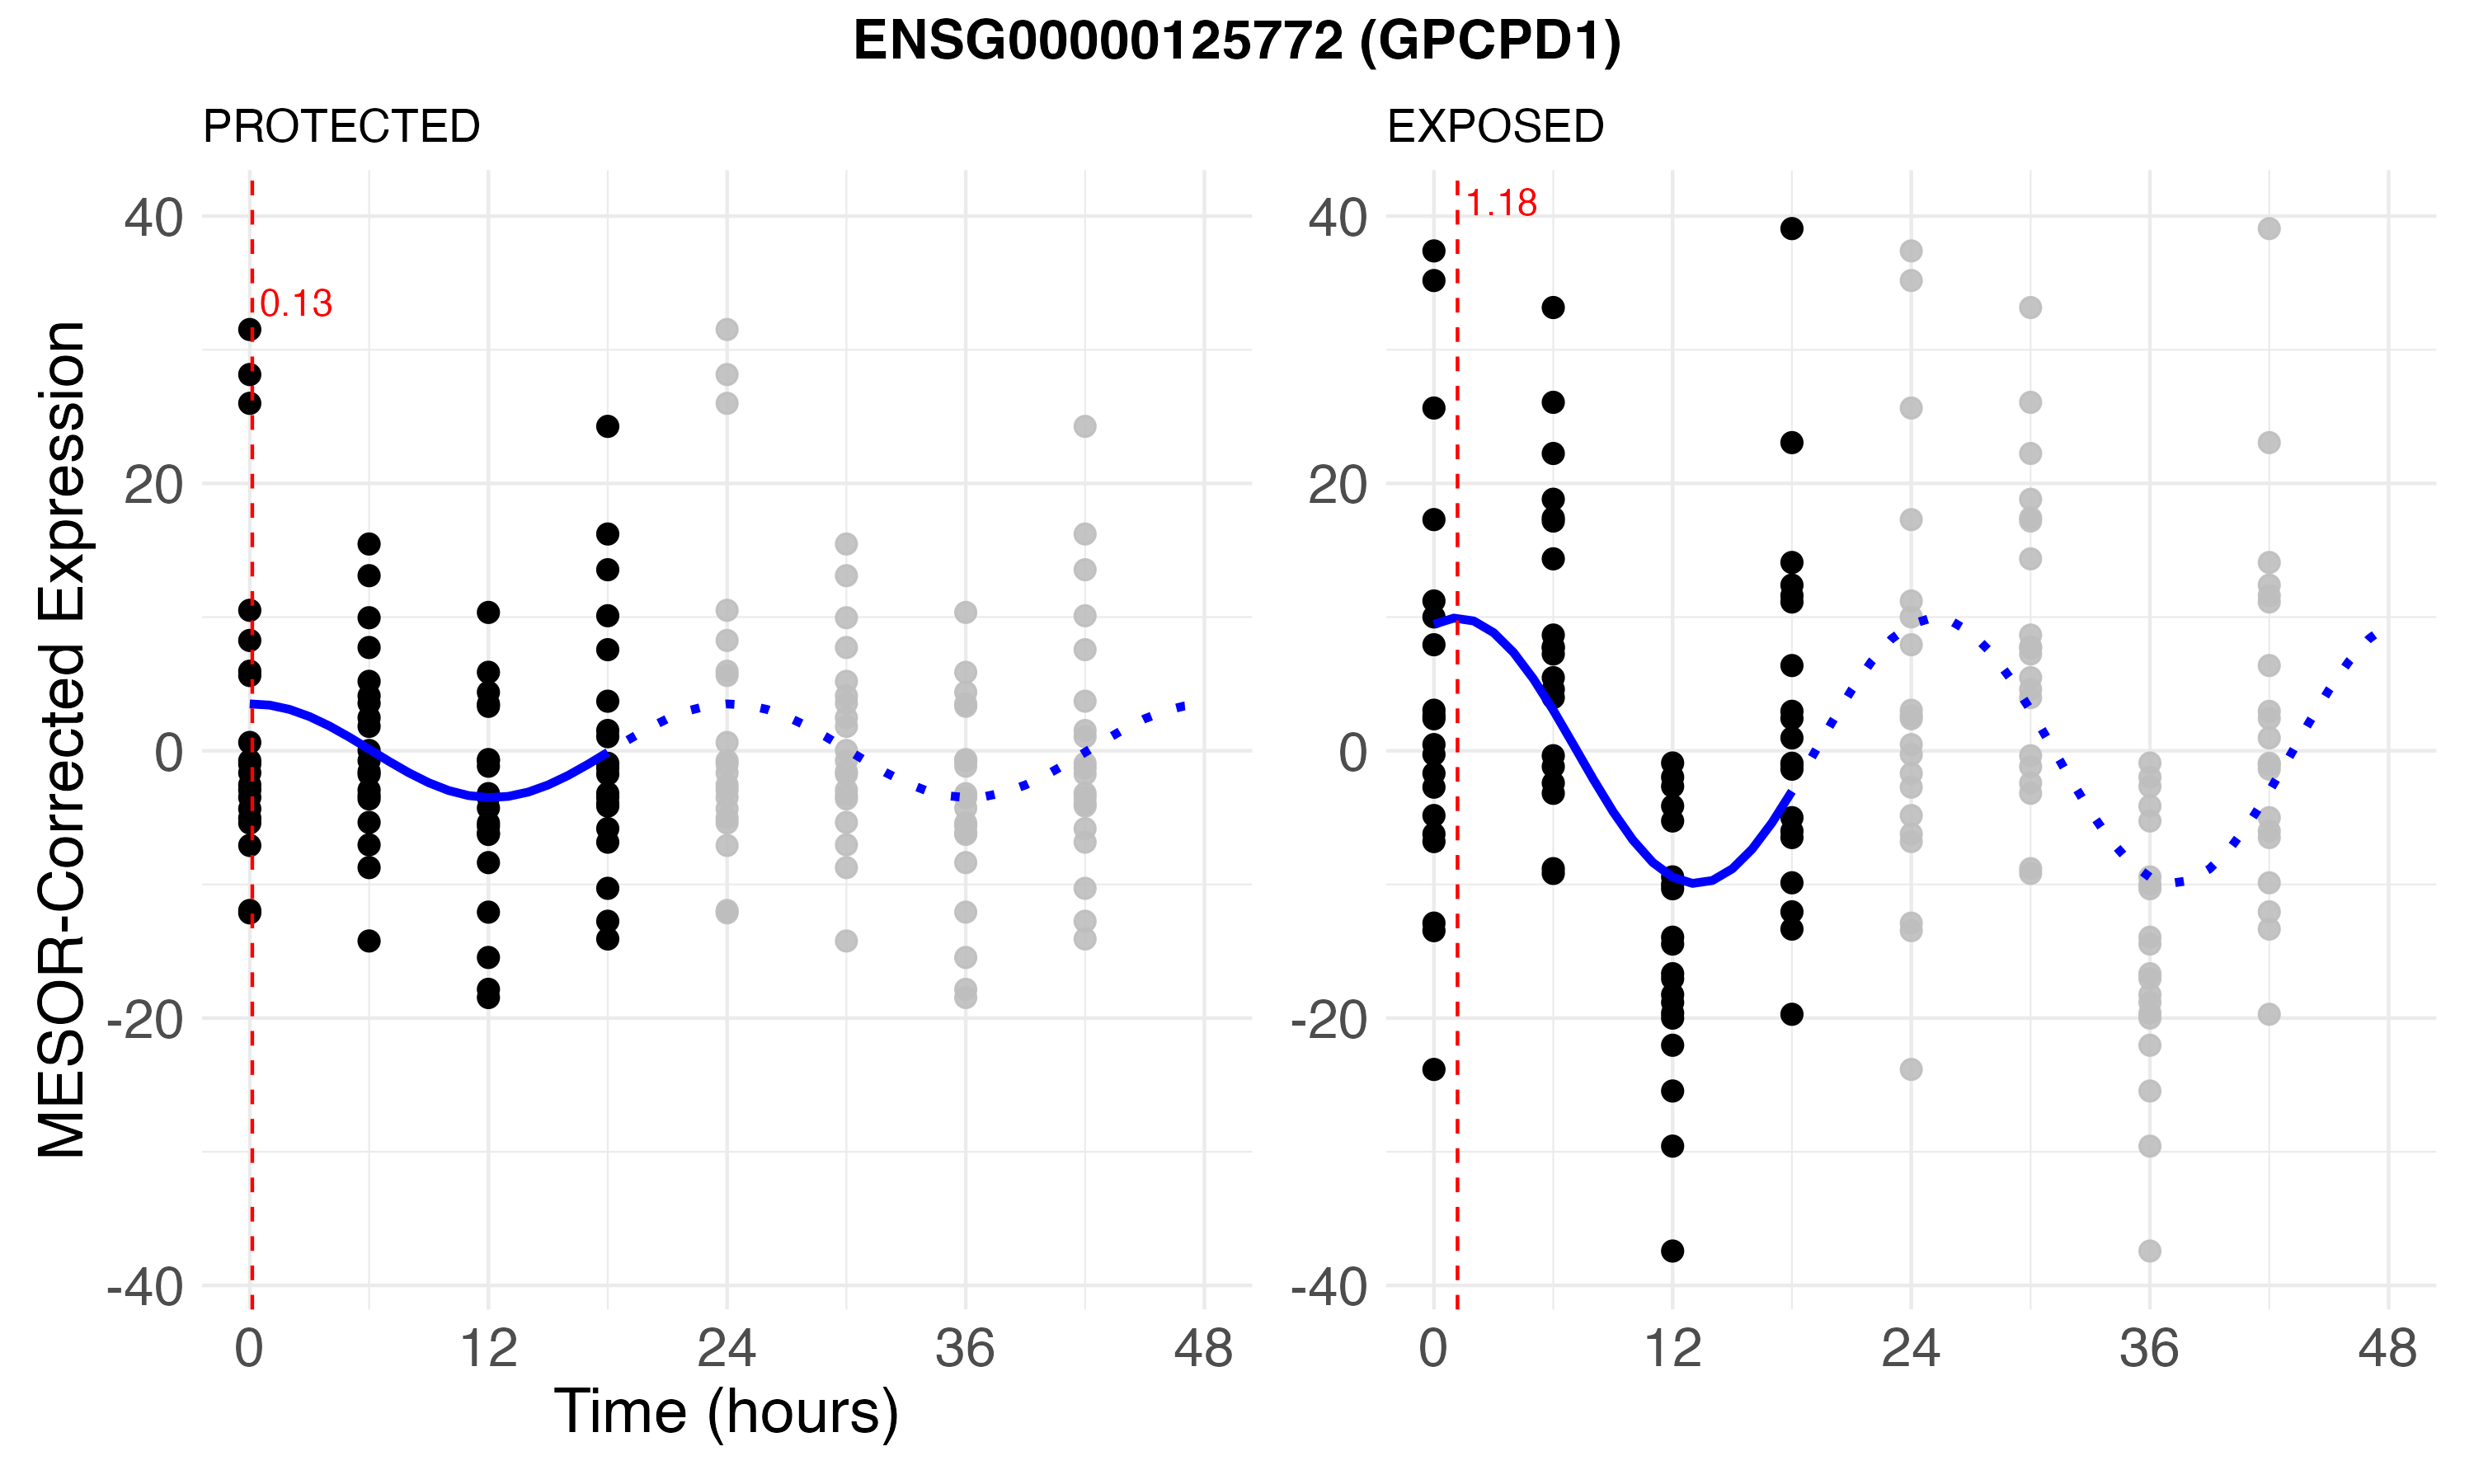 ENSG00000125772 (GPCPD1)
PROTECTED
EXPOSED
MESOR-Corrected Expression
40
20
0
-20
-40
0.13
0 12 24 36 48
40
20
0
-20
-40
1.18
0 12 24 36 48
Time (hours)